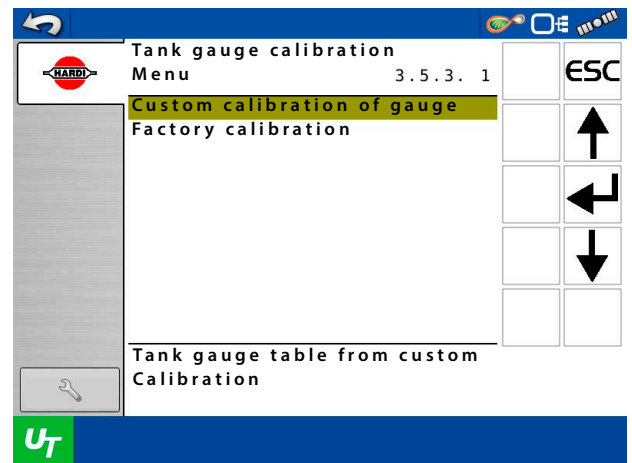 Tank gauge calibration
Menu 3.5.3. 1
HARDI
ESC
Custom calibration of gauge
Factory calibration
Tank gauge table from custom
Calibration
UT